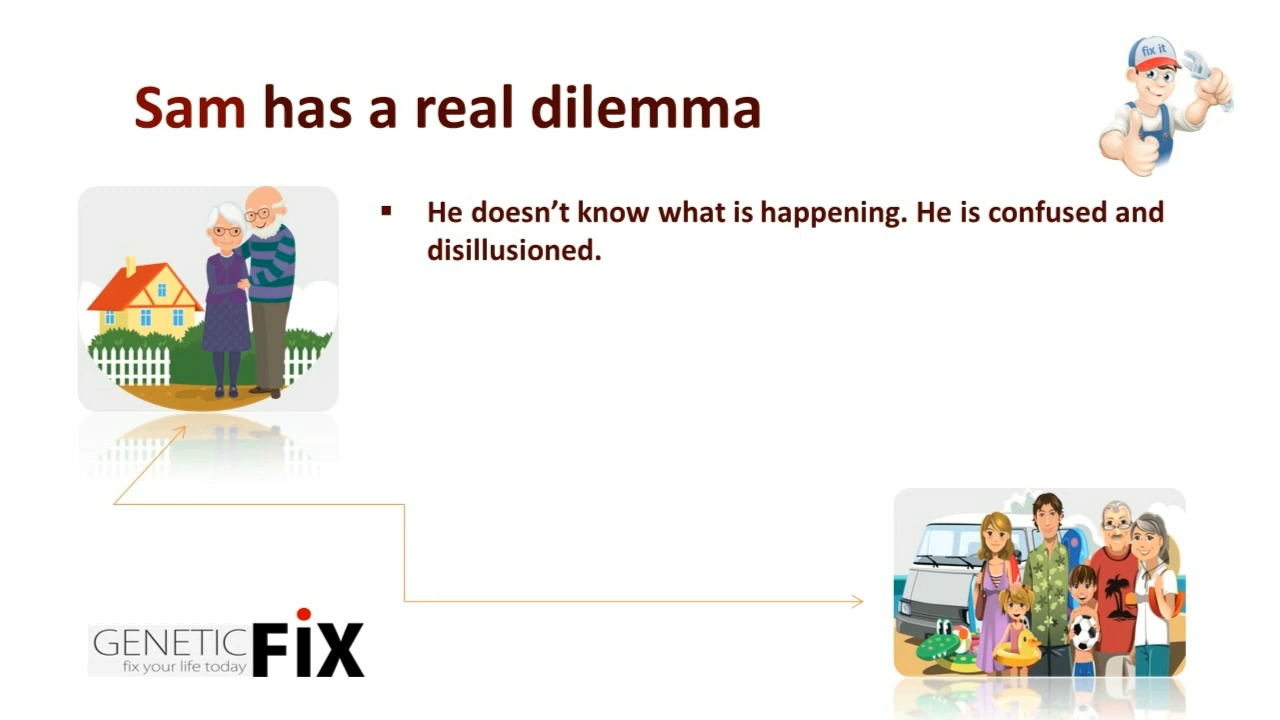 fix it
Sam has a real dilemma
▪ He doesn’t know what is happening. He is confused and
disillusioned.
GENETIC FiX
fix your life today